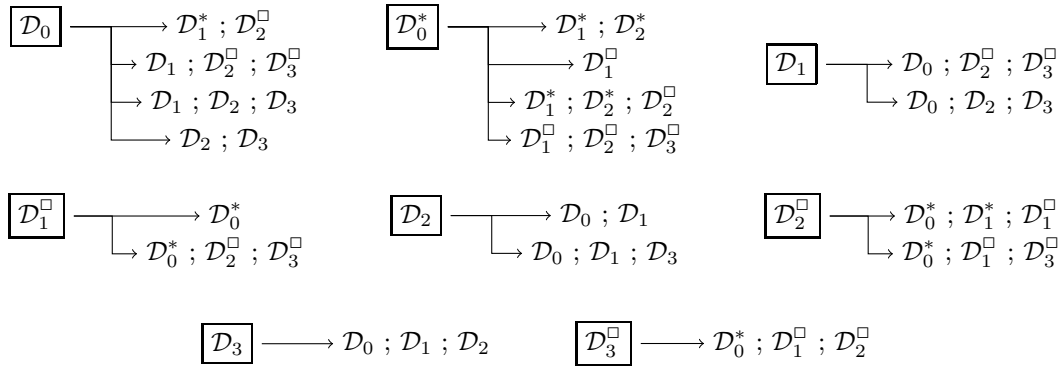 𝒟₀ → 𝒟₁* ; 𝒟₂□
→ 𝒟₁ ; 𝒟₂□ ; 𝒟₃□
→ 𝒟₁ ; 𝒟₂ ; 𝒟₃
→ 𝒟₂ ; 𝒟₃
𝒟₀* → 𝒟₁* ; 𝒟₂*
→ 𝒟₁□
→ 𝒟₁* ; 𝒟₂* ; 𝒟₂□
→ 𝒟₁□ ; 𝒟₂□ ; 𝒟₃□
𝒟₁ → 𝒟₀ ; 𝒟₂□ ; 𝒟₃□
→ 𝒟₀ ; 𝒟₂ ; 𝒟₃
𝒟₁□ → 𝒟₀*
→ 𝒟₀* ; 𝒟₂□ ; 𝒟₃□
𝒟₂ → 𝒟₀ ; 𝒟₁
→ 𝒟₀ ; 𝒟₁ ; 𝒟₃
𝒟₂□ → 𝒟₀* ; 𝒟₁* ; 𝒟₁□
→ 𝒟₀* ; 𝒟₁□ ; 𝒟₃□
𝒟₃ → 𝒟₀ ; 𝒟₁ ; 𝒟₂
𝒟₃□ → 𝒟₀* ; 𝒟₁□ ; 𝒟₂□